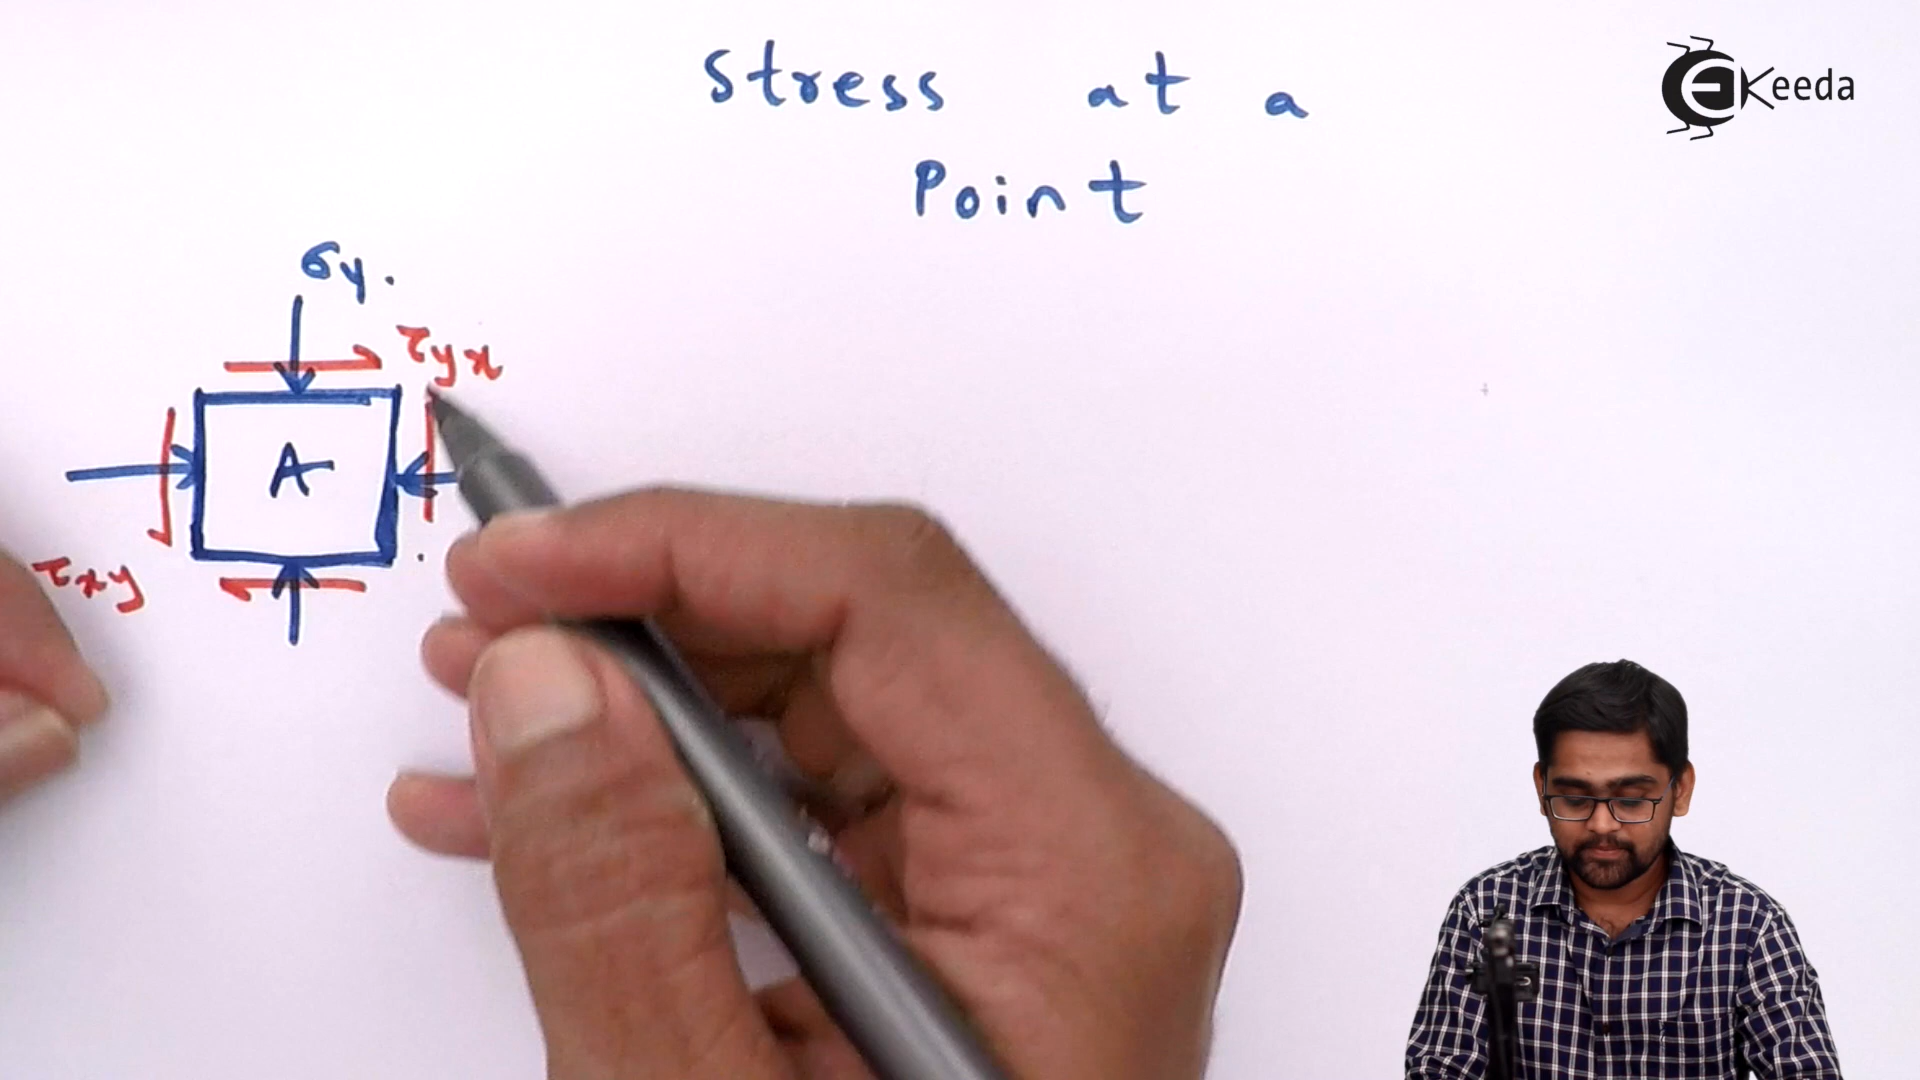 Stress at a
Point
EKeeda
σy.
τyx
A
τxy